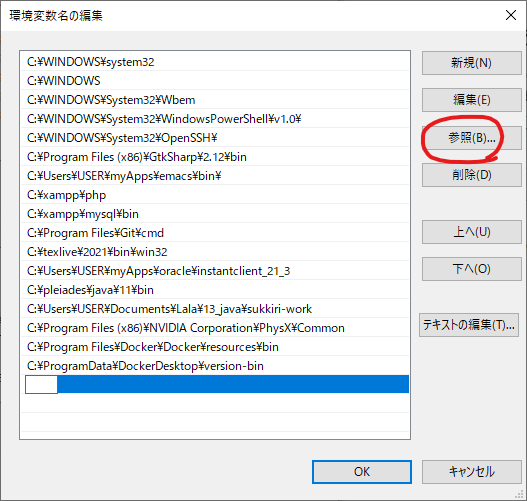 環境変数名の編集
C:¥WINDOWS¥system32
C:¥WINDOWS
C:¥WINDOWS¥System32¥Wbem
C:¥WINDOWS¥System32¥WindowsPowerShell¥v1.0¥
C:¥WINDOWS¥System32¥OpenSSH¥
C:¥Program Files (x86)¥GtkSharp¥2.12¥bin
C:¥Users¥USER¥myApps¥emacs¥bin¥
C:¥xampp¥php
C:¥xampp¥mysql¥bin
C:¥Program Files¥Git¥cmd
C:¥texlive¥2021¥bin¥win32
C:¥Users¥USER¥myApps¥oracle¥instantclient_21_3
C:¥pleiades¥java¥11¥bin
C:¥Users¥USER¥Documents¥Lala¥13_java¥sukkiri-work
C:¥Program Files (x86)¥NVIDIA Corporation¥PhysX¥Common
C:¥Program Files¥Docker¥Docker¥resources¥bin
C:¥ProgramData¥DockerDesktop¥version-bin
新規(N)
編集(E)
参照(B)...
削除(D)
上へ(U)
下へ(O)
テキストの編集(T)...
OK
キャンセル